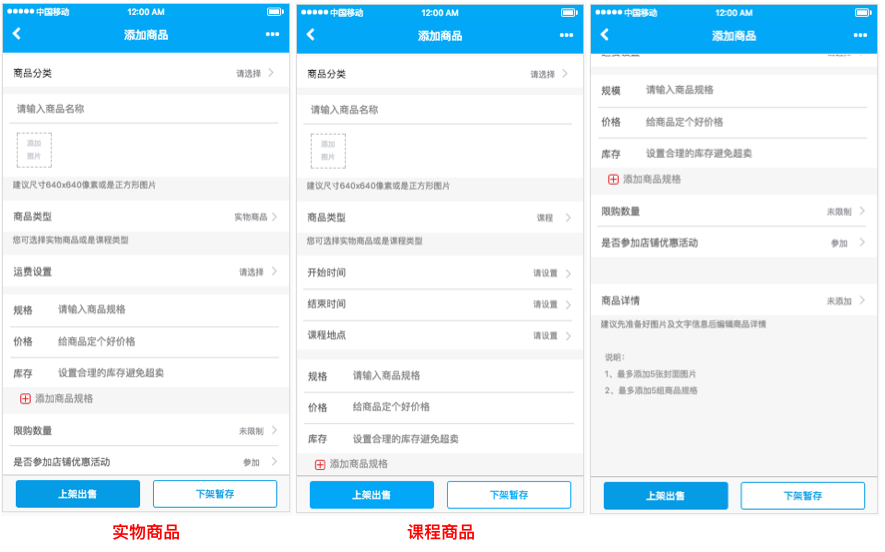 中国移动 12:00 AM
添加商品
商品分类 请选择
请输入商品名称
添加
图片
建议尺寸640x640像素或是正方形图片
商品类型 实物商品
您可选择实物商品或是课程类型
运费设置 请选择
规格 请输入商品规格
价格 给商品定个好价格
库存 设置合理的库存避免超卖
添加商品规格
限购数量 未限制
是否参加店铺优惠活动 参加
上架出售 下架暂存
实物商品
中国移动 12:00 AM
添加商品
商品分类 请选择
请输入商品名称
添加
图片
建议尺寸640x640像素或是正方形图片
商品类型 课程
您可选择实物商品或是课程类型
开始时间 请设置
结束时间 请设置
课程地点 请设置
规格 请输入商品规格
价格 给商品定个好价格
库存 设置合理的库存避免超卖
添加商品规格
上架出售 下架暂存
课程商品
中国移动 12:00 AM
添加商品
规模 请输入商品规格
价格 给商品定个好价格
库存 设置合理的库存避免超卖
添加商品规格
限购数量 未限制
是否参加店铺优惠活动 参加
商品详情 未添加
建议先准备好图片及文字信息后编辑商品详情
说明：
1、最多添加5张封面图片
2、最多添加5组商品规格
上架出售 下架暂存